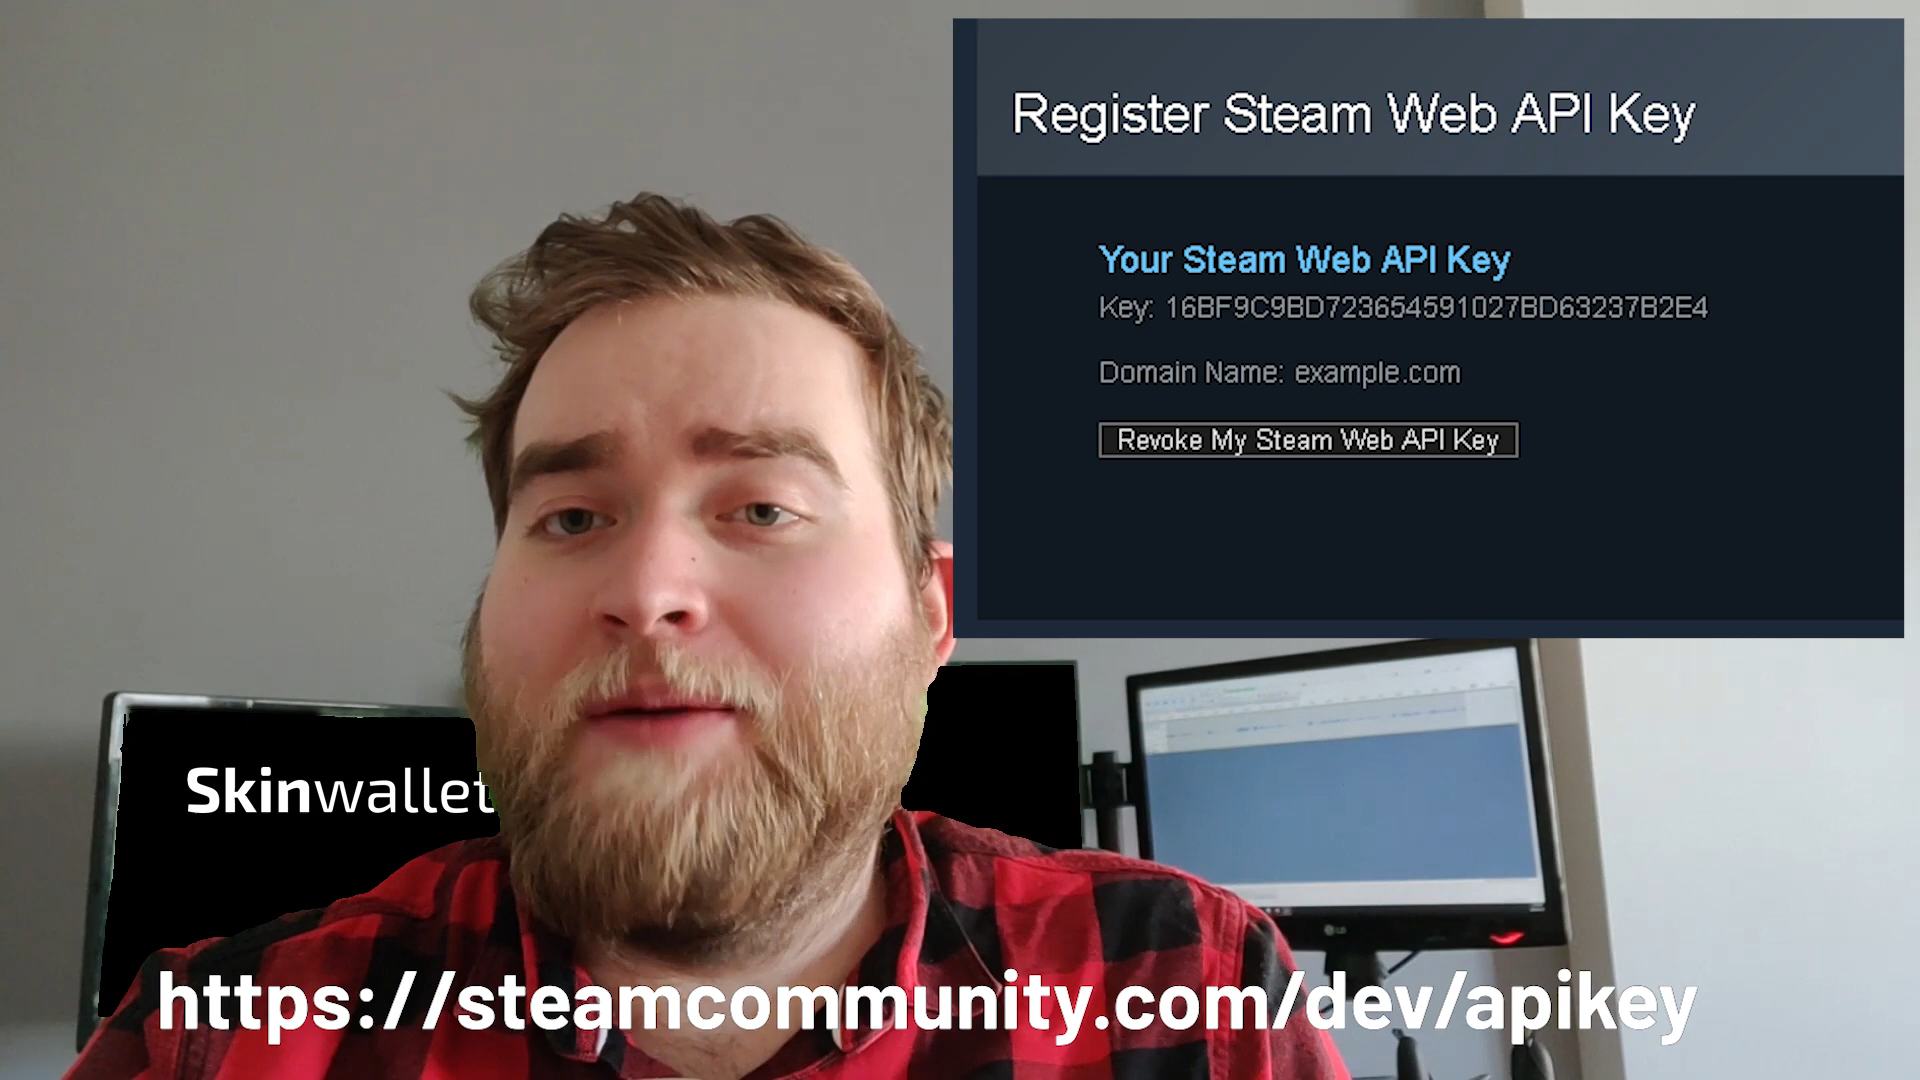 Register Steam Web API Key
Your Steam Web API Key
Key: 16BF9C9BD723654591027BD63237B2E4
Domain Name: example.com
Revoke My Steam Web API Key
Skinwallet
LG
https://steamcommunity.com/dev/apikey